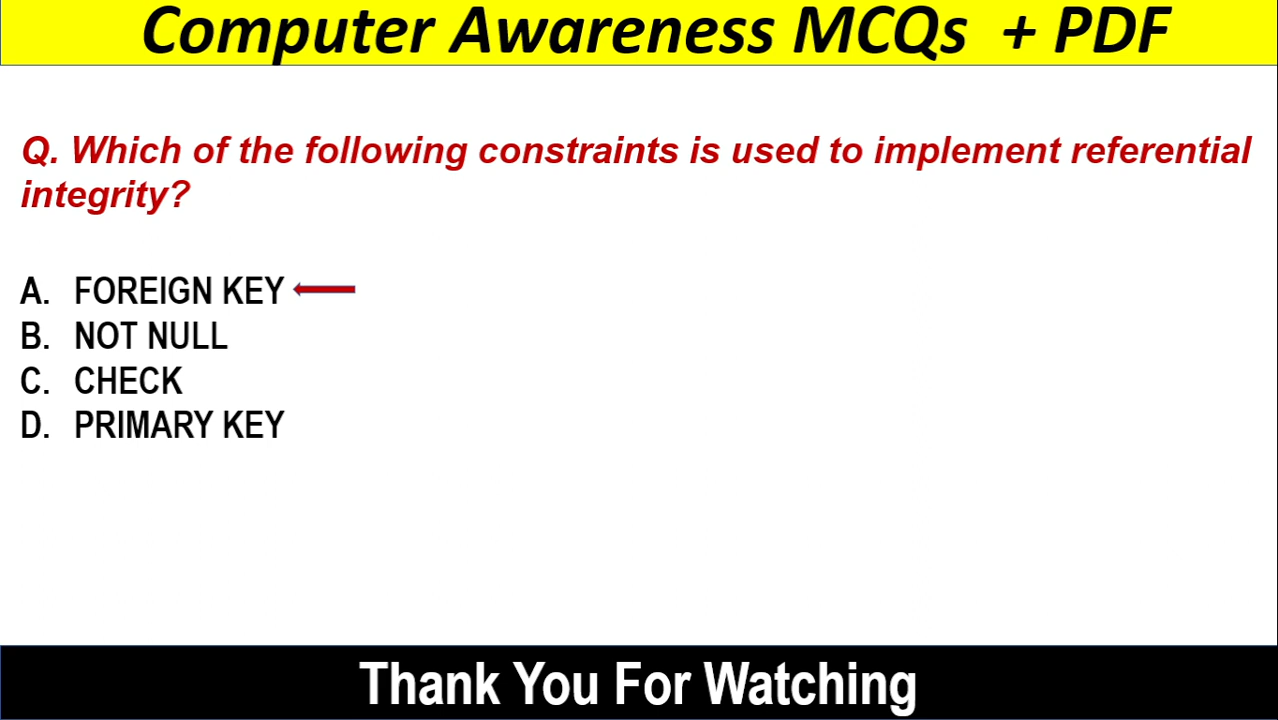 Computer Awareness MCQs + PDF
Q. Which of the following constraints is used to implement referential
integrity?
A. FOREIGN KEY
B. NOT NULL
C. CHECK
D. PRIMARY KEY
Thank You For Watching